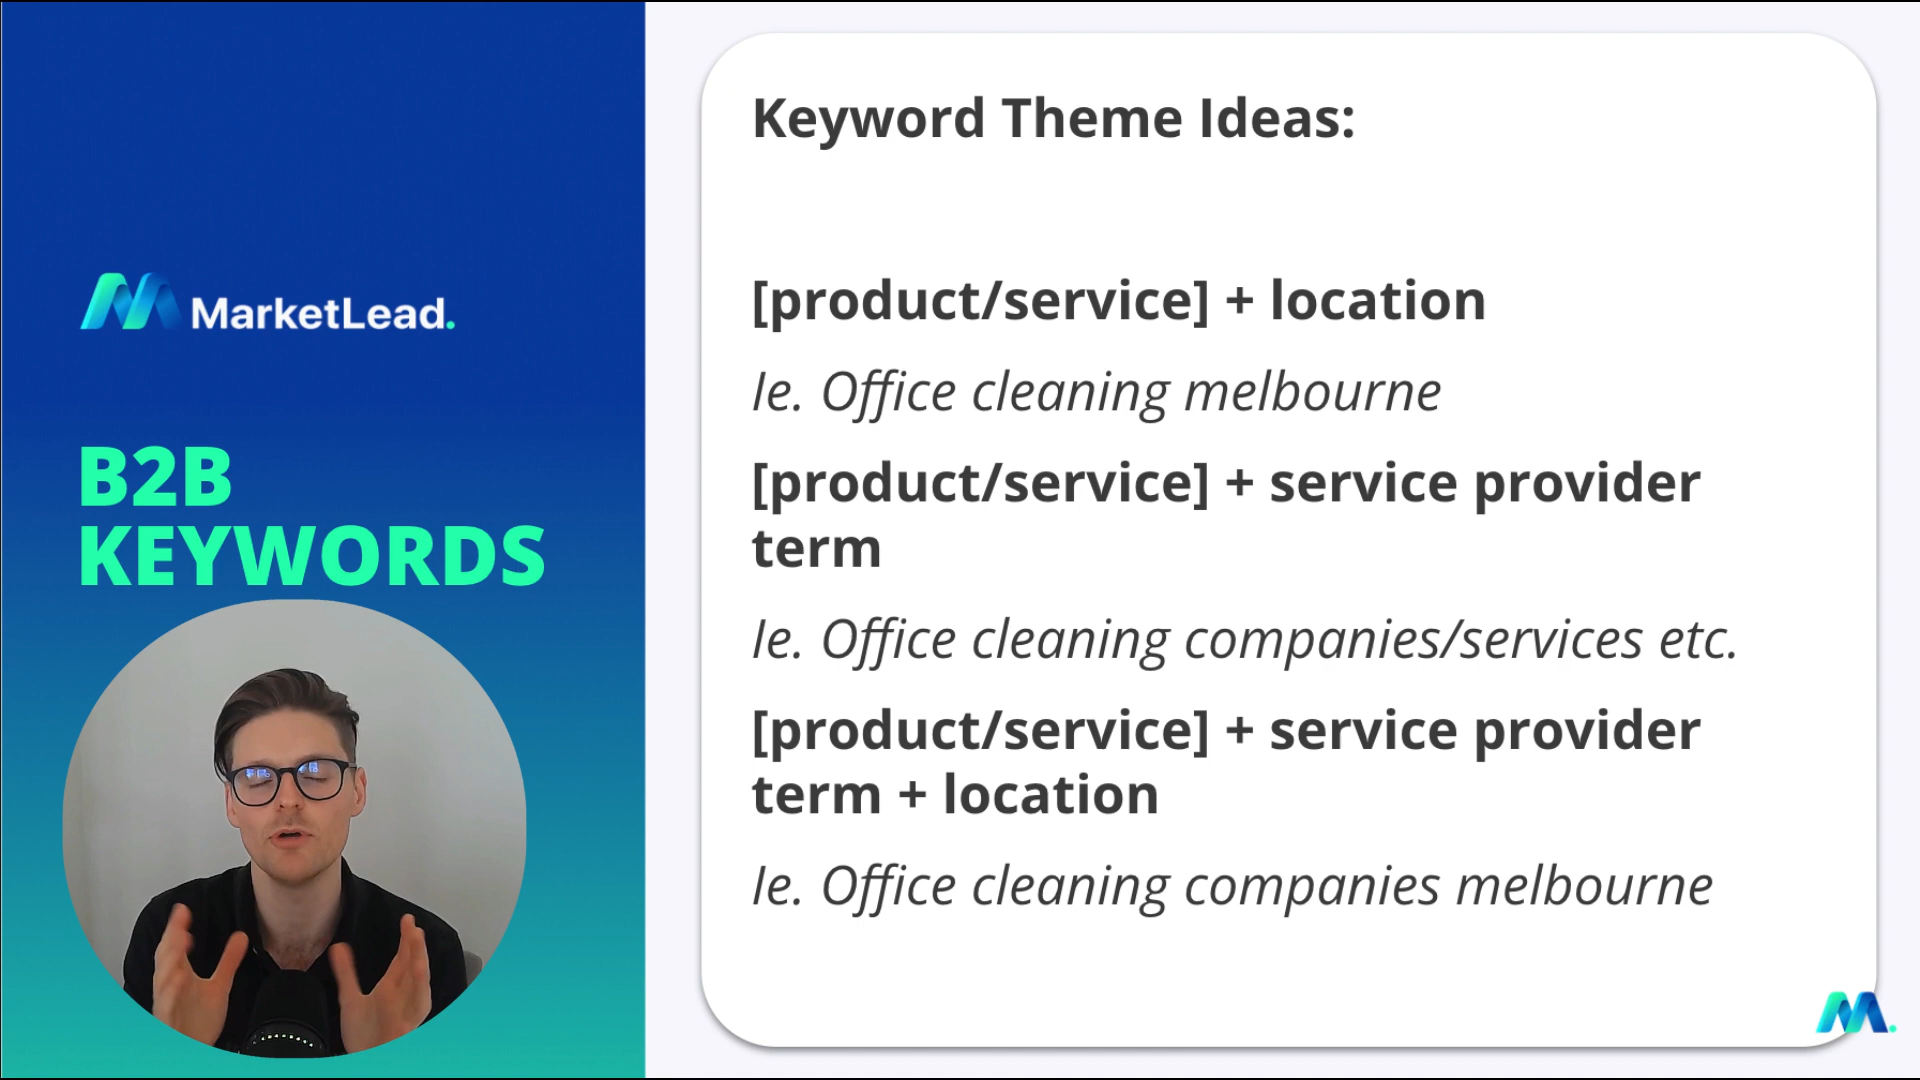 MarketLead.
B2B
KEYWORDS
Keyword Theme Ideas:
[product/service] + location
Ie. Office cleaning melbourne
[product/service] + service provider
term
Ie. Office cleaning companies/services etc.
[product/service] + service provider
term + location
Ie. Office cleaning companies melbourne